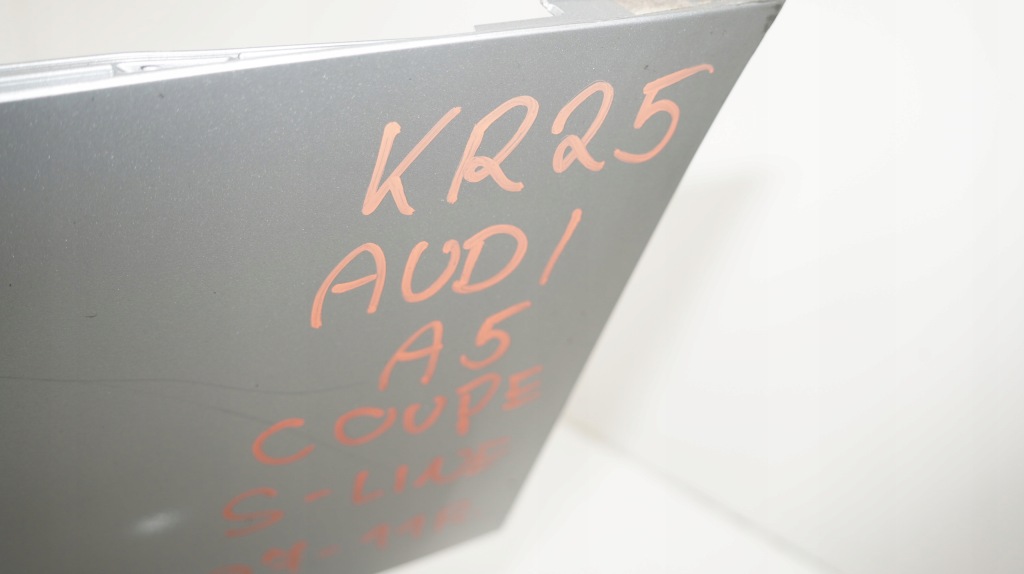 KR25
AUDI
A5
COUPE
S-LINE